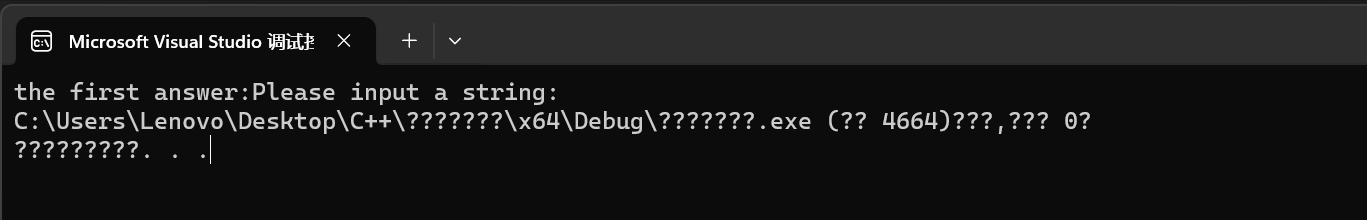 Microsoft Visual Studio 调试
the first answer:Please input a string:
C:\Users\Lenovo\Desktop\C++\???????\x64\Debug\???????.exe (?? 4664)???,??? 0?
?????????. . .